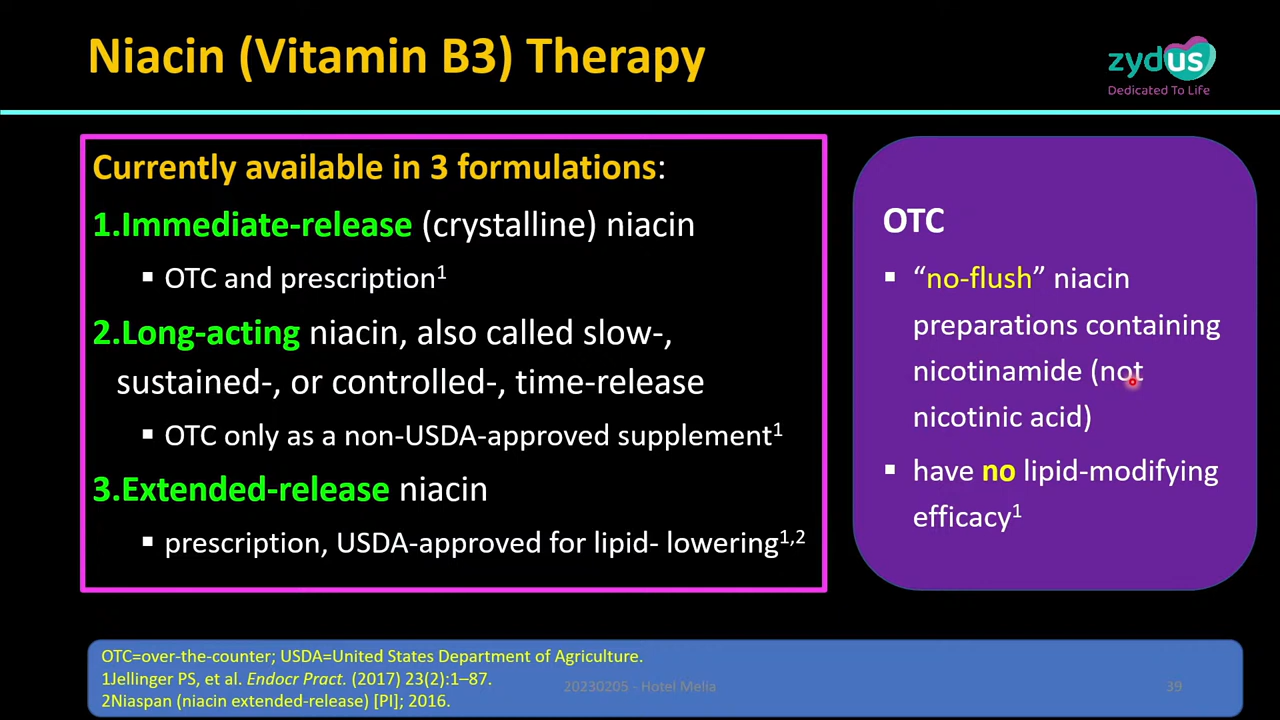 Niacin (Vitamin B3) Therapy
zydus
Dedicated To Life
Currently available in 3 formulations:
1.Immediate-release (crystalline) niacin
▪ OTC and prescription1
2.Long-acting niacin, also called slow-,
sustained-, or controlled-, time-release
▪ OTC only as a non-USDA-approved supplement1
3.Extended-release niacin
▪ prescription, USDA-approved for lipid- lowering1,2
OTC
▪ “no-flush” niacin
preparations containing
nicotinamide (not
nicotinic acid)
▪ have no lipid-modifying
efficacy1
OTC=over-the-counter; USDA=United States Department of Agriculture.
1Jellinger PS, et al. Endocr Pract. (2017) 23(2):1–87.
2Niaspan (niacin extended-release) [PI]; 2016.
20230205 - Hotel Melia
39